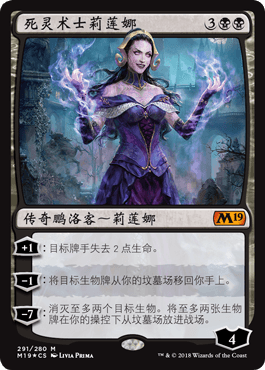 死灵术士莉莲娜 3
传奇鹏洛客～莉莲娜 M19
+1：目标牌手失去 2 点生命。
-1：将目标生物牌从你的坟墓场移回你手上。
-7：消灭至多两个目标生物。将至多两张生物
牌在你的操控下从坟墓场放进战场。
4
291/280 M
M19★CS LIVIA PRIMA
™ & © 2018 Wizards of the Coast